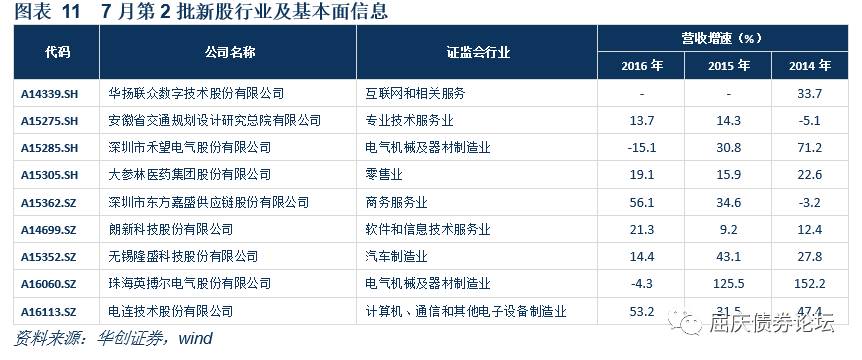 图表 11 7 月第 2 批新股行业及基本面信息
代码 公司名称 证监会行业 营收增速（%）
2016 年 2015 年 2014 年
A14339.SH 华扬联众数字技术股份有限公司 互联网和相关服务 - - 33.7
A15275.SH 安徽省交通规划设计研究总院有限公司 专业技术服务业 13.7 14.3 -5.1
A15285.SH 深圳市禾望电气股份有限公司 电气机械及器材制造业 -15.1 30.8 71.2
A15305.SH 大参林医药集团股份有限公司 零售业 19.1 15.9 22.6
A15362.SZ 深圳市东方嘉盛供应链股份有限公司 商务服务业 56.1 34.6 -3.2
A14699.SZ 朗新科技股份有限公司 软件和信息技术服务业 21.3 9.2 12.4
A15352.SZ 无锡隆盛科技股份有限公司 汽车制造业 14.4 43.1 27.8
A16060.SZ 珠海英搏尔电气股份有限公司 电气机械及器材制造业 -4.3 125.5 152.2
A16113.SZ 电连技术股份有限公司 计算机、通信和其他电子设备制造业 53.2 31.5 47.4
资料来源：华创证券，wind
屈庆债券论坛